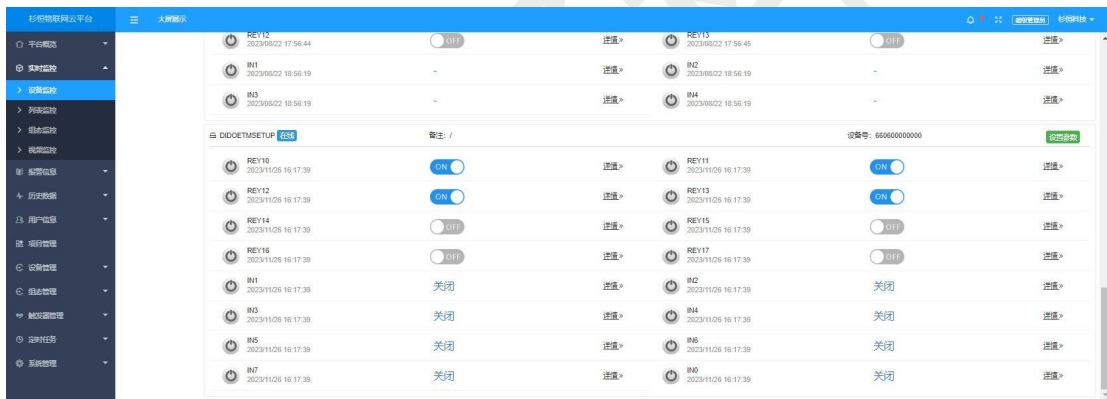 杉恒物联网云平台 大屏展示 超级管理员 杉恒科技
平台概览
实时监控
设备监控
列表监控
组态监控
视频监控
报警信息
历史数据
用户信息
项目管理
设备管理
组态管理
触发器管理
定时任务
系统管理
REY12 OFF 详情» REY13 OFF 详情»
2023/08/22 17:56:44 2023/08/22 17:56:45
IN1 - 详情» IN2 - 详情»
2023/08/22 18:56:19 2023/08/22 18:56:19
IN3 - 详情» IN4 - 详情»
2023/08/22 18:56:19 2023/08/22 18:56:19
DIDOETMSETUP 在线 备注: / 设备号: 660600000000 设置参数
REY10 ON 详情» REY11 ON 详情»
2023/11/26 16:17:39 2023/11/26 16:17:39
REY12 ON 详情» REY13 ON 详情»
2023/11/26 16:17:39 2023/11/26 16:17:39
REY14 OFF 详情» REY15 OFF 详情»
2023/11/26 16:17:39 2023/11/26 16:17:39
REY16 OFF 详情» REY17 OFF 详情»
2023/11/26 16:17:39 2023/11/26 16:17:39
IN1 关闭 详情» IN2 关闭 详情»
2023/11/26 16:17:39 2023/11/26 16:17:39
IN3 关闭 详情» IN4 关闭 详情»
2023/11/26 16:17:39 2023/11/26 16:17:39
IN5 关闭 详情» IN6 关闭 详情»
2023/11/26 16:17:39 2023/11/26 16:17:39
IN7 关闭 详情» IN0 关闭 详情»
2023/11/26 16:17:39 2023/11/26 16:17:39